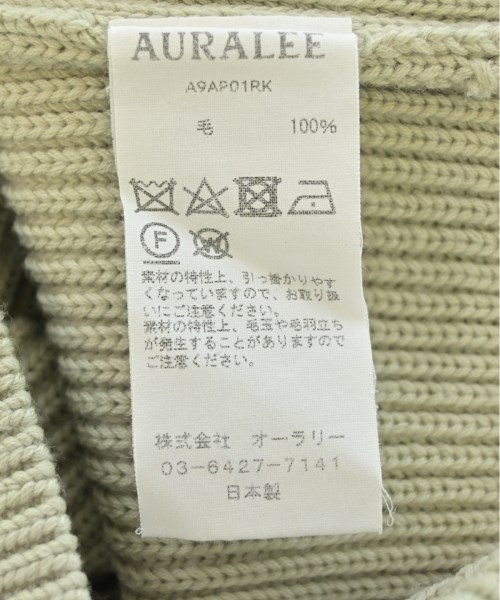 AURALEE
A9AP01RK
毛 100%
F
W
素材の特性上、引っ掛かりやす
くなっていますので、お取り扱
いにご注意ください。
素材の特性上、毛玉や毛羽立ち
が発生することがありますので
ご注意ください。
株式会社 オーラリー
03-6427-7141
日本製